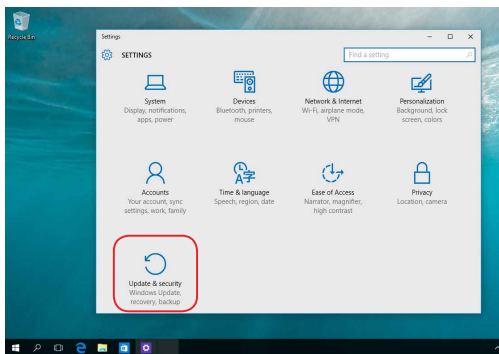 Recycle Bin
Settings
SETTINGS
Find a setting
System
Display, notifications,
apps, power
Devices
Bluetooth, printers,
mouse
Network & Internet
Wi-Fi, airplane mode,
VPN
Personalization
Background, lock
screen, colors
Accounts
Your account, sync
settings, work, family
Time & language
Speech, region, date
Ease of Access
Narrator, magnifier,
high contrast
Privacy
Location, camera
Update & security
Windows Update,
recovery, backup